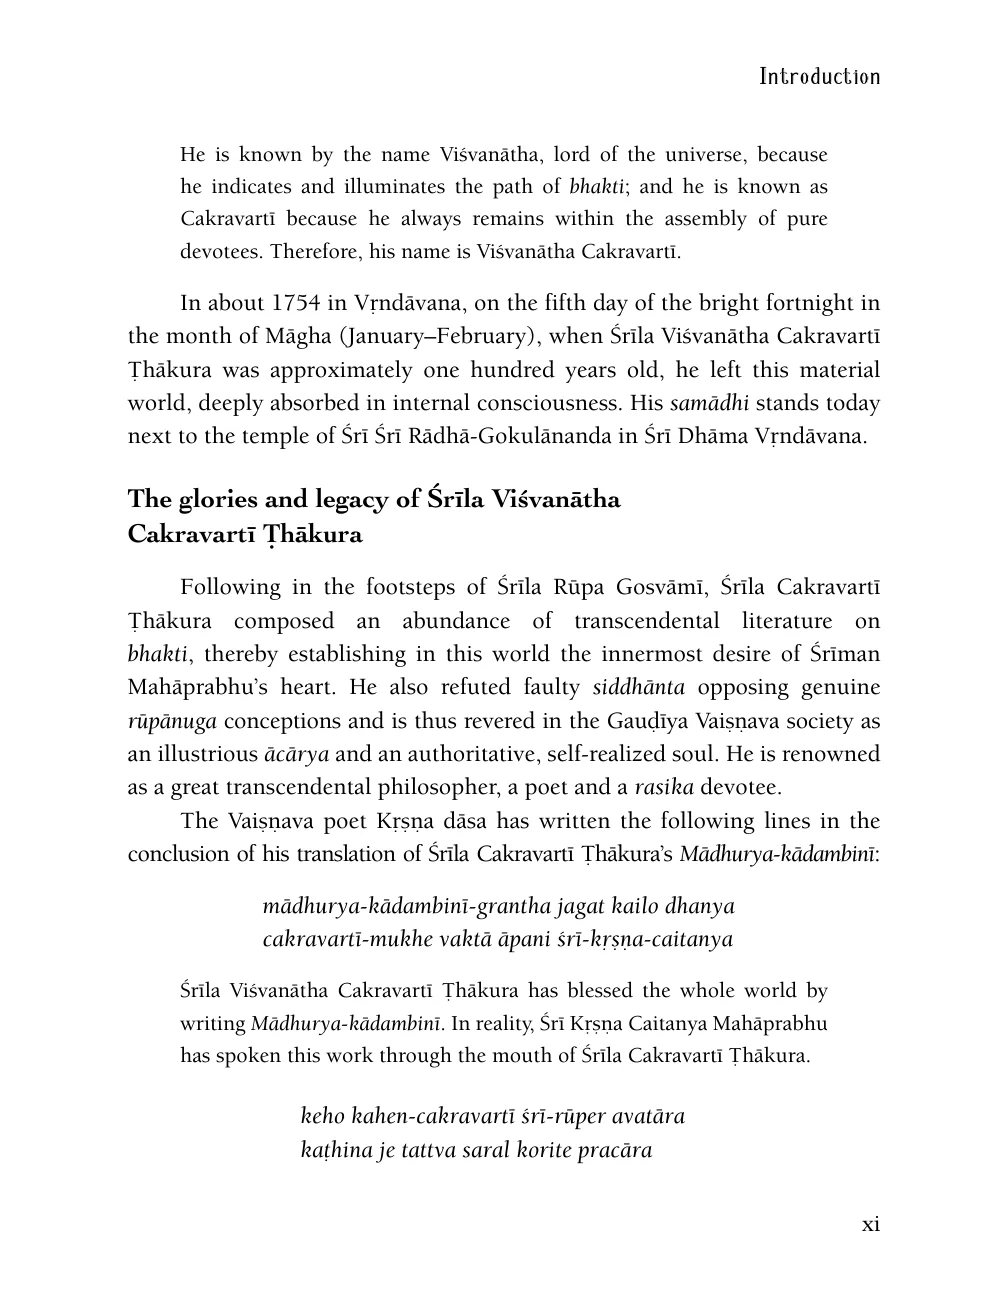 Introduction
He is known by the name Viśvanātha, lord of the universe, because
he indicates and illuminates the path of bhakti; and he is known as
Cakravartī because he always remains within the assembly of pure
devotees. Therefore, his name is Viśvanātha Cakravartī.
In about 1754 in Vṛndāvana, on the fifth day of the bright fortnight in
the month of Māgha (January–February), when Śrīla Viśvanātha Cakravartī
Ṭhākura was approximately one hundred years old, he left this material
world, deeply absorbed in internal consciousness. His samādhi stands today
next to the temple of Śrī Śrī Rādhā-Gokulānanda in Śrī Dhāma Vṛndāvana.
The glories and legacy of Śrīla Viśvanātha
Cakravartī Ṭhākura
Following in the footsteps of Śrīla Rūpa Gosvāmī, Śrīla Cakravartī
Ṭhākura composed an abundance of transcendental literature on
bhakti, thereby establishing in this world the innermost desire of Śrīman
Mahāprabhu’s heart. He also refuted faulty siddhānta opposing genuine
rūpānuga conceptions and is thus revered in the Gauḍīya Vaiṣṇava society as
an illustrious ācārya and an authoritative, self-realized soul. He is renowned
as a great transcendental philosopher, a poet and a rasika devotee.
The Vaiṣṇava poet Kṛṣṇa dāsa has written the following lines in the
conclusion of his translation of Śrīla Cakravartī Ṭhākura’s Mādhurya-kādambinī:
mādhurya-kādambinī-grantha jagat kailo dhanya
cakravartī-mukhe vaktā āpani śrī-kṛṣṇa-caitanya
Śrīla Viśvanātha Cakravartī Ṭhākura has blessed the whole world by
writing Mādhurya-kādambinī. In reality, Śrī Kṛṣṇa Caitanya Mahāprabhu
has spoken this work through the mouth of Śrīla Cakravartī Ṭhākura.
keho kahen-cakravartī śrī-rūper avatāra
kaṭhina je tattva saral korite pracāra
xi